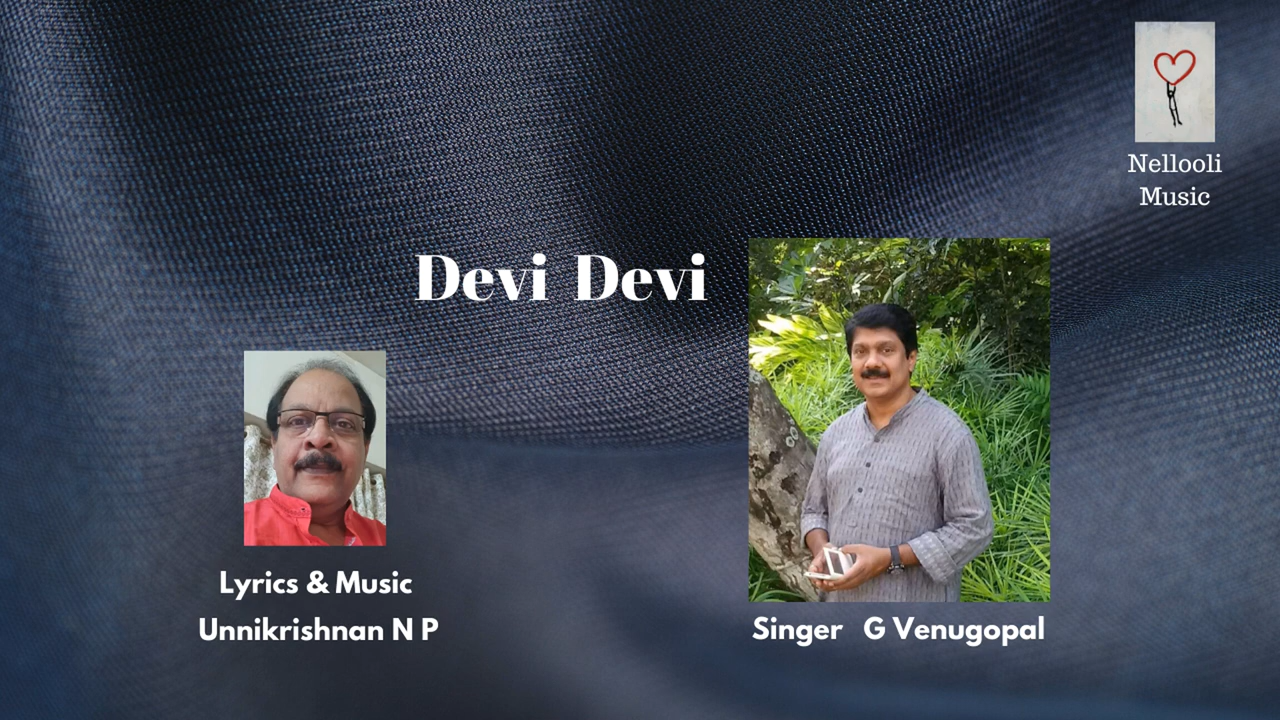 Nellooli
Music
Devi Devi
Lyrics & Music
Unnikrishnan N P
Singer G Venugopal